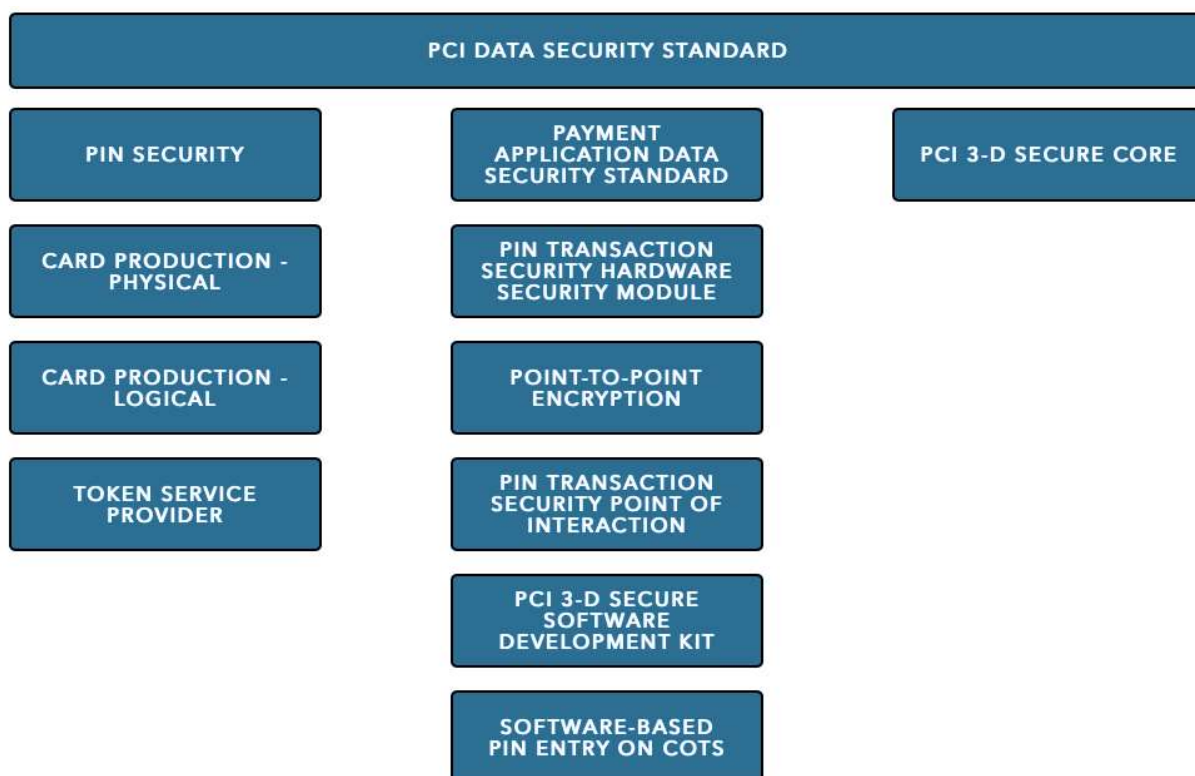 PCI DATA SECURITY STANDARD
PIN SECURITY
PAYMENT
APPLICATION DATA
SECURITY STANDARD
PCI 3-D SECURE CORE
CARD PRODUCTION -
PHYSICAL
PIN TRANSACTION
SECURITY HARDWARE
SECURITY MODULE
CARD PRODUCTION -
LOGICAL
POINT-TO-POINT
ENCRYPTION
TOKEN SERVICE
PROVIDER
PIN TRANSACTION
SECURITY POINT OF
INTERACTION
PCI 3-D SECURE
SOFTWARE
DEVELOPMENT KIT
SOFTWARE-BASED
PIN ENTRY ON COTS